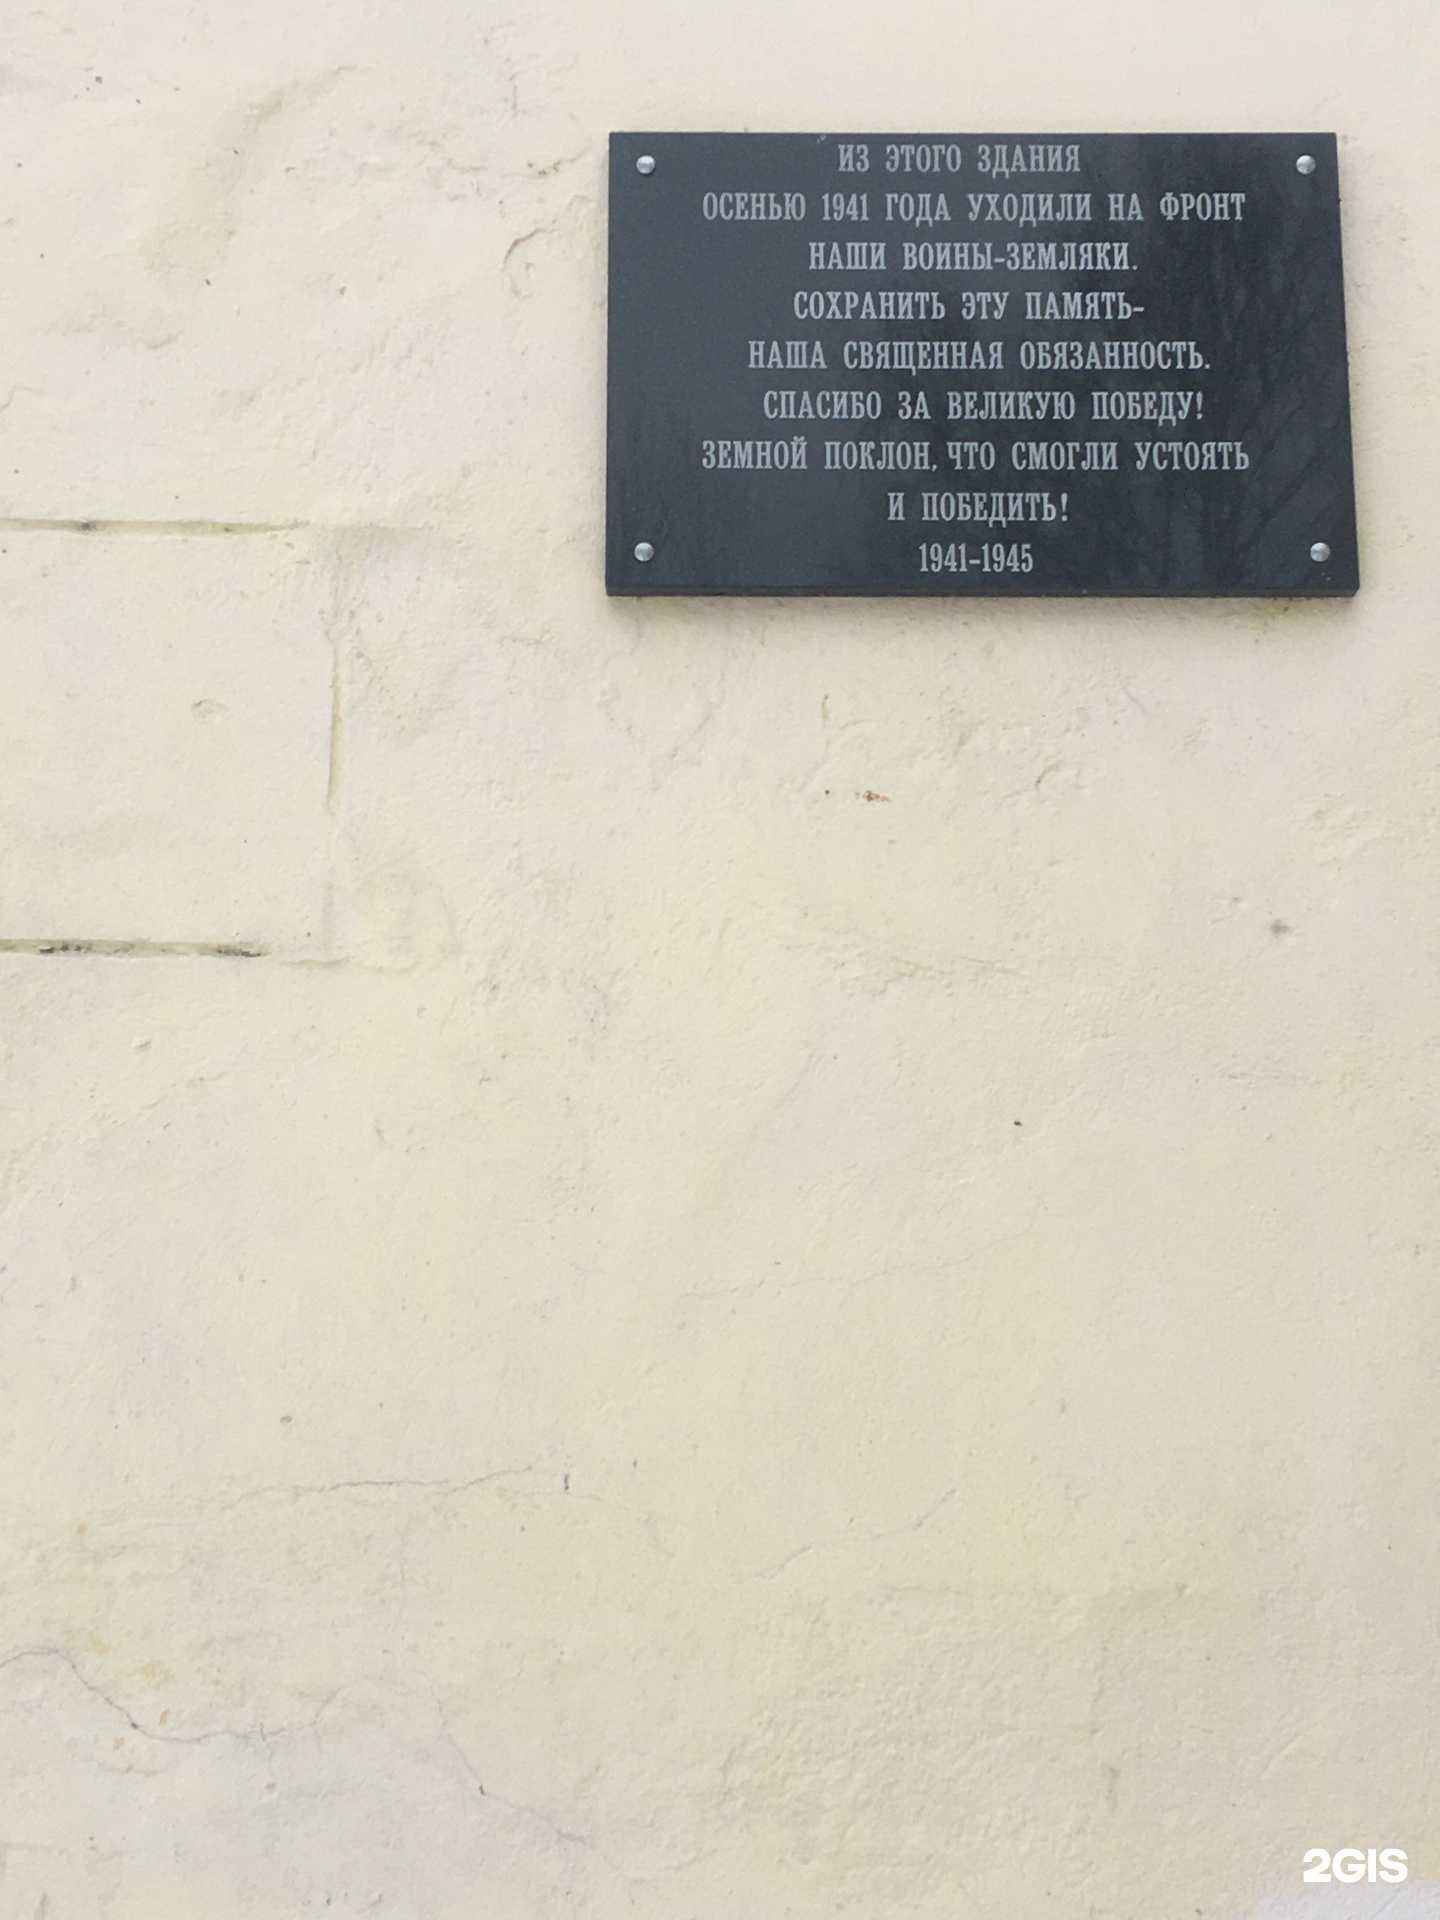 ИЗ ЭТОГО ЗДАНИЯ
ОСЕНЬЮ 1941 ГОДА УХОДИЛИ НА ФРОНТ
НАШИ ВОИНЫ-ЗЕМЛЯКИ.
СОХРАНИТЬ ЭТУ ПАМЯТЬ-
НАША СВЯЩЕННАЯ ОБЯЗАННОСТЬ.
СПАСИБО ЗА ВЕЛИКУЮ ПОБЕДУ!
ЗЕМНОЙ ПОКЛОН, ЧТО СМОГЛИ УСТОЯТЬ
И ПОБЕДИТЬ!
1941-1945
2GIS